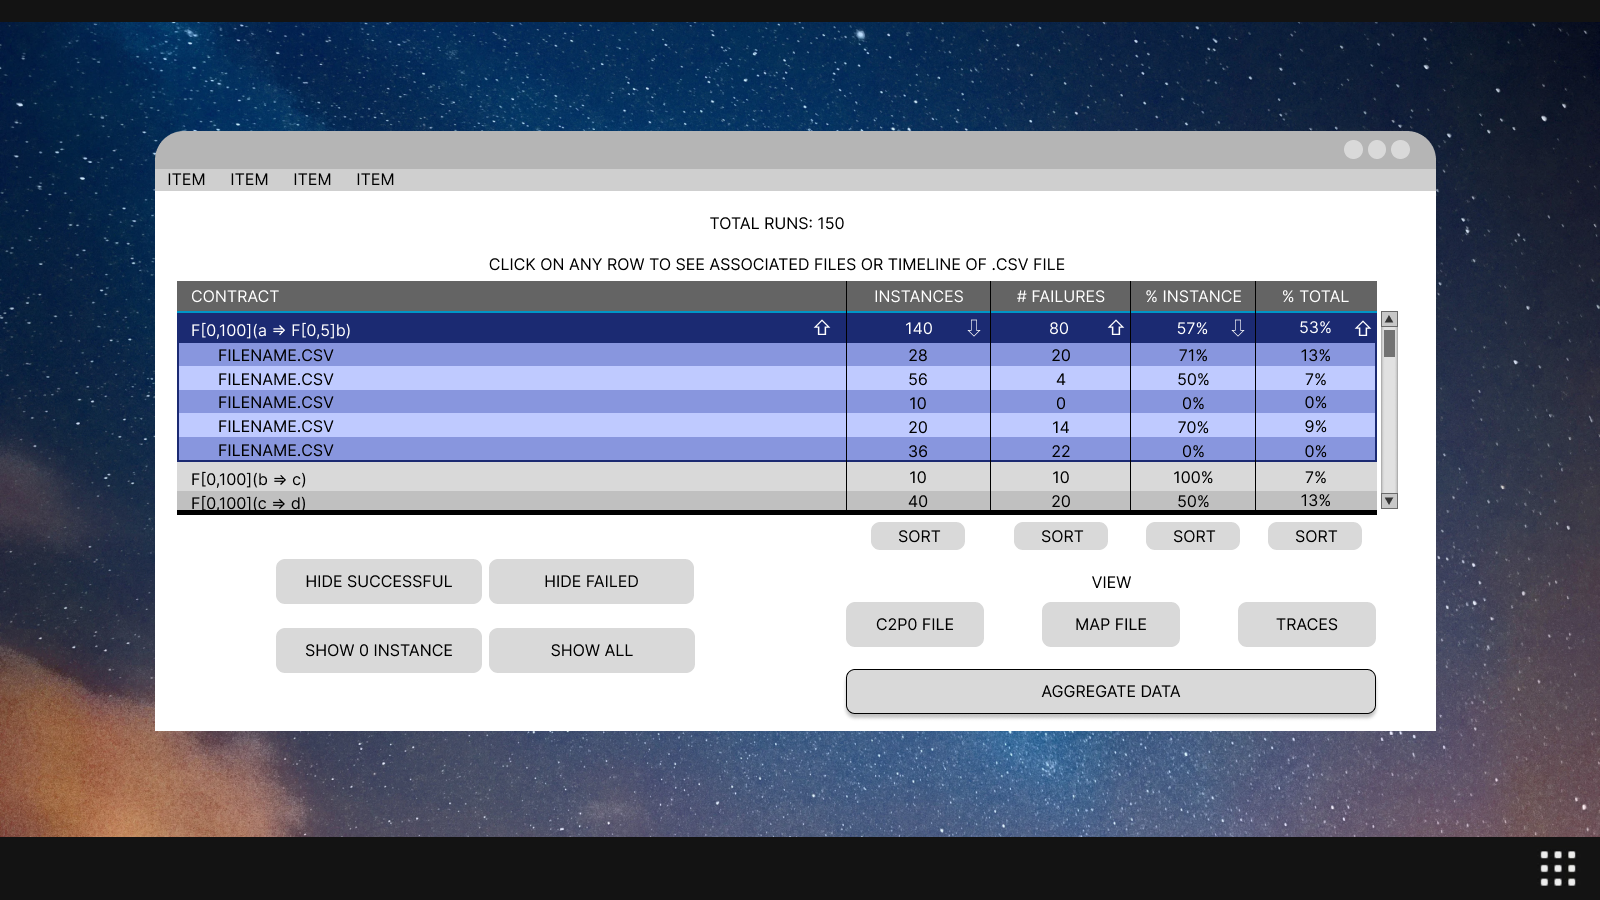 ITEM ITEM ITEM ITEM
TOTAL RUNS: 150
CLICK ON ANY ROW TO SEE ASSOCIATED FILES OR TIMELINE OF .CSV FILE
CONTRACT INSTANCES # FAILURES % INSTANCE % TOTAL
F[0,100](a ⇒ F[0,5]b) 140 80 57% 53%
FILENAME.CSV 28 20 71% 13%
FILENAME.CSV 56 4 50% 7%
FILENAME.CSV 10 0 0% 0%
FILENAME.CSV 20 14 70% 9%
FILENAME.CSV 36 22 0% 0%
F[0,100](b ⇒ c) 10 10 100% 7%
F[0,100](c ⇒ d) 40 20 50% 13%
SORT SORT SORT SORT
HIDE SUCCESSFUL HIDE FAILED
VIEW
C2P0 FILE MAP FILE TRACES
SHOW 0 INSTANCE SHOW ALL
AGGREGATE DATA